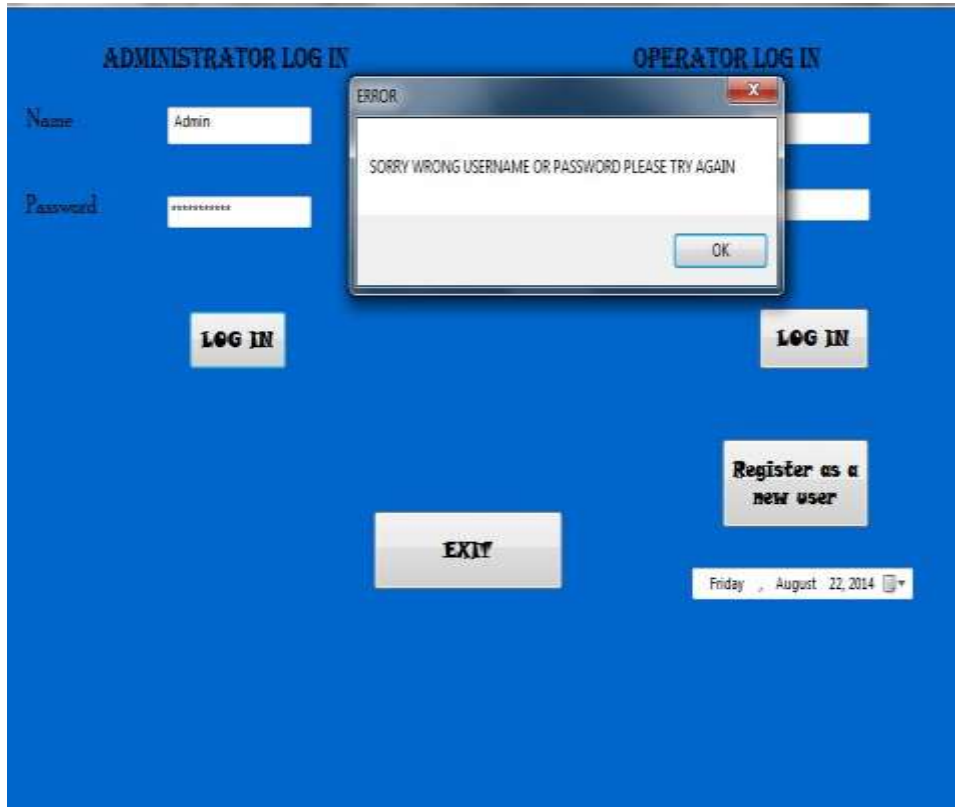 ADMINISTRATOR LOG IN
OPERATOR LOG IN
ERROR
X
Name
Admin
SORRY WRONG USERNAME OR PASSWORD PLEASE TRY AGAIN
Password
***********
OK
LOG IN
LOG IN
Register as a
new user
EXIT
Friday , August 22, 2014